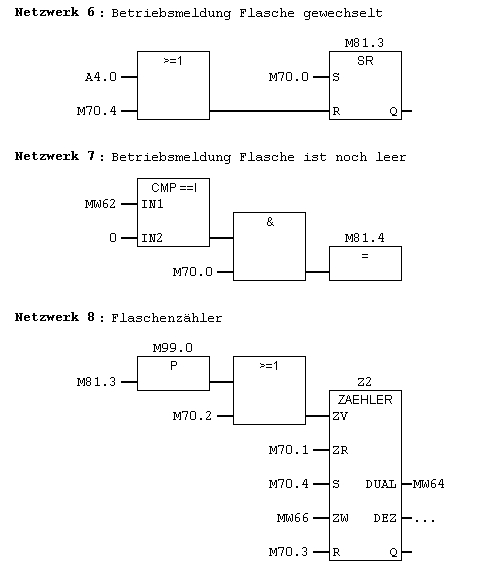 Netzwerk 6 : Betriebsmeldung Flasche gewechselt
M81.3
>=1 SR
A4.0 M70.0 S
M70.4 R Q
Netzwerk 7 : Betriebsmeldung Flasche ist noch leer
CMP ==I
MW62 IN1
&
0 IN2 M81.4
=
M70.0
Netzwerk 8 : Flaschenzähler
M99.0
P >=1
M81.3 Z2
ZAEHLER
M70.2 ZV
M70.1 ZR
M70.4 S DUAL MW64
MW66 ZW DEZ ...
M70.3 R Q